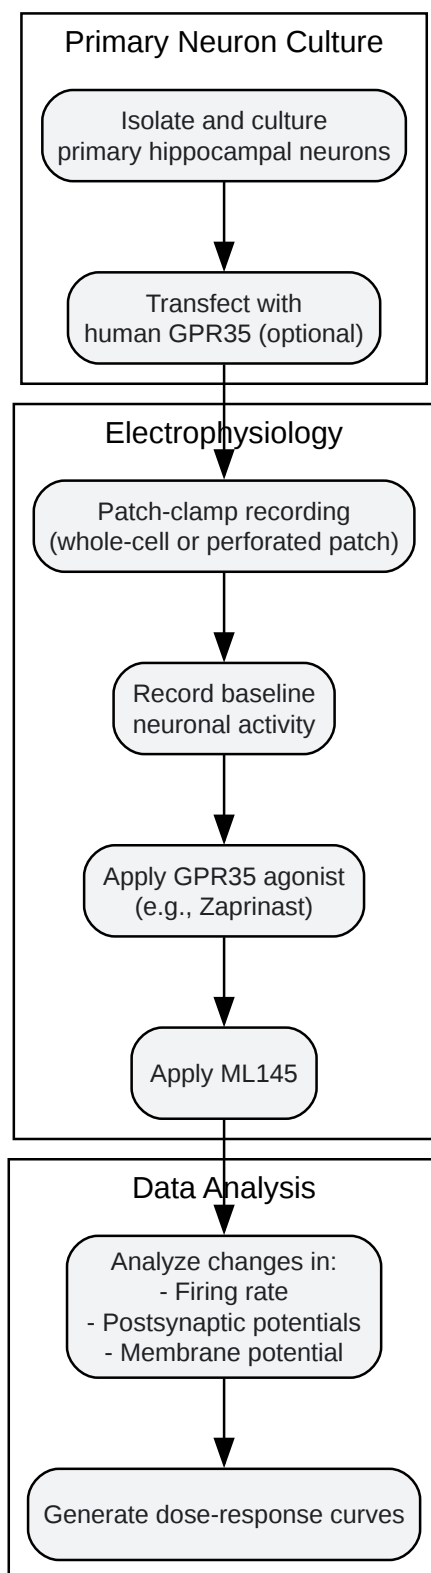 Primary Neuron Culture
Isolate and culture
primary hippocampal neurons
Transfect with
human GPR35 (optional)
Electrophysiology
Patch-clamp recording
(whole-cell or perforated patch)
Record baseline
neuronal activity
Apply GPR35 agonist
(e.g., Zaprinast)
Apply ML145
Data Analysis
Analyze changes in:
- Firing rate
- Postsynaptic potentials
- Membrane potential
Generate dose-response curves